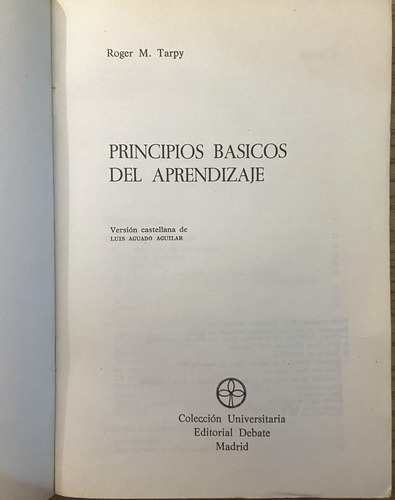 Roger M. Tarpy
PRINCIPIOS BASICOS
DEL APRENDIZAJE
Versión castellana de
LUIS AGUADO AGUILAR
Colección Universitaria
Editorial Debate
Madrid